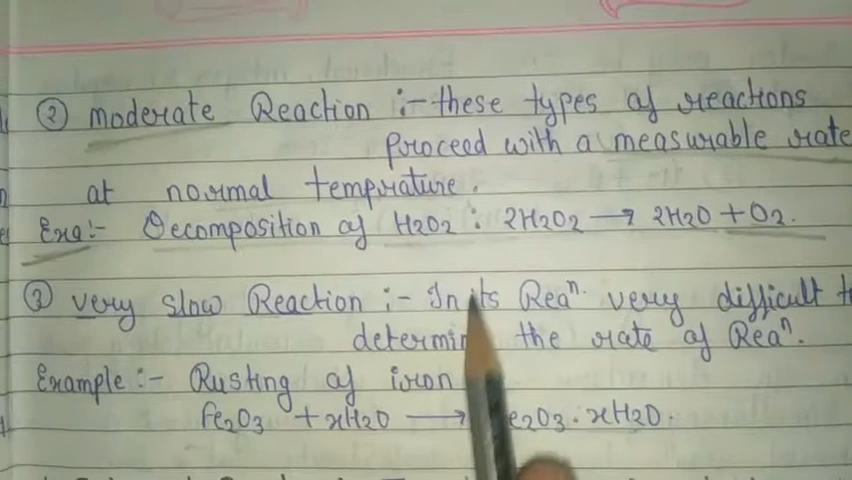 ② moderate Reaction :- these types of reactions
proceed with a measurable rate
at normal temprature.
Exa:- Decomposition of H2O2 : 2H2O2 → 2H2O + O2.
③ very slow Reaction :- In its Reaⁿ. very difficult
the rate of Reaⁿ.
Example :- Rusting of iron
Fe2O3 + xH2O → e2O3.xH2O.